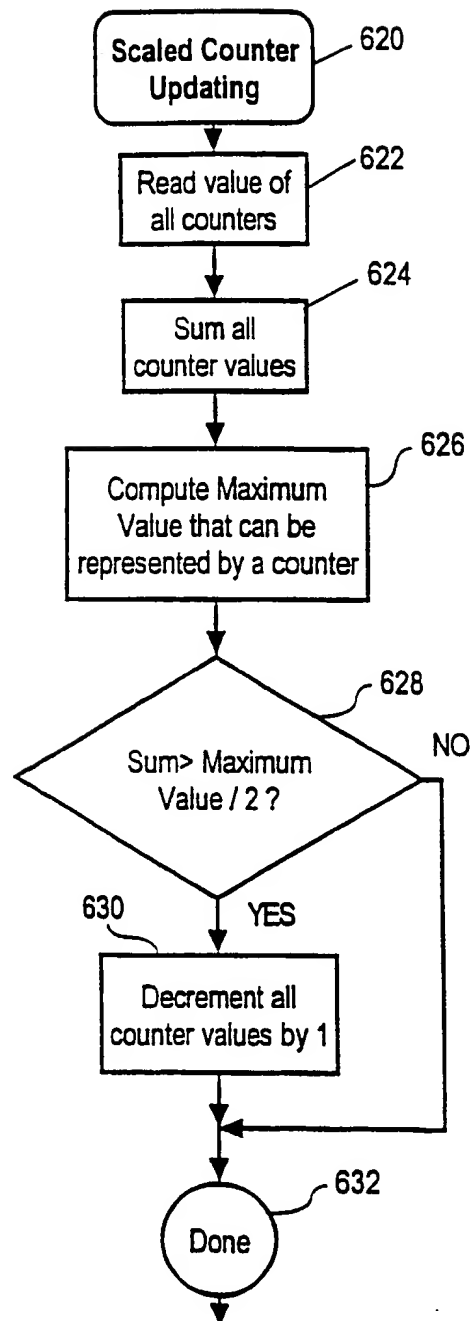 Scaled Counter
Updating
620
622
Read value of
all counters
624
Sum all
counter values
626
Compute Maximum
Value that can be
represented by a counter
628
NO
Sum> Maximum
Value / 2 ?
YES
630
Decrement all
counter values by 1
632
Done